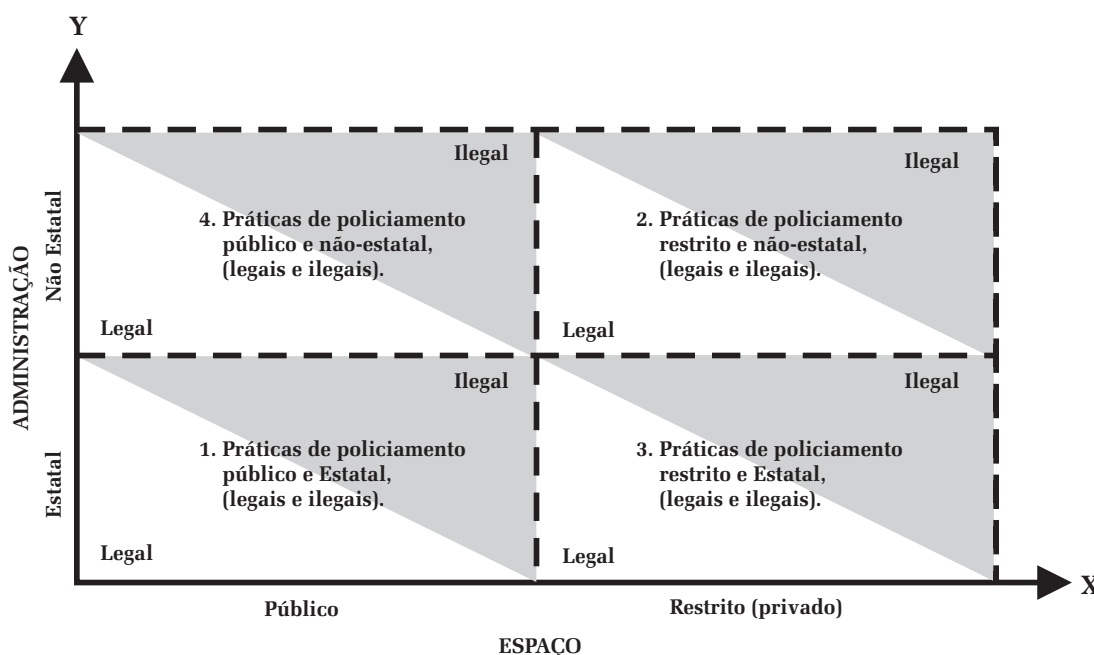 Y
ADMINISTRAÇÃO
Não Estatal
Estatal
Ilegal
4. Práticas de policiamento
público e não-estatal,
(legais e ilegais).
Legal
Ilegal
2. Práticas de policiamento
restrito e não-estatal,
(legais e ilegais).
Legal
Ilegal
1. Práticas de policiamento
público e Estatal,
(legais e ilegais).
Legal
Ilegal
3. Práticas de policiamento
restrito e Estatal,
(legais e ilegais).
Legal
X
Público
Restrito (privado)
ESPAÇO